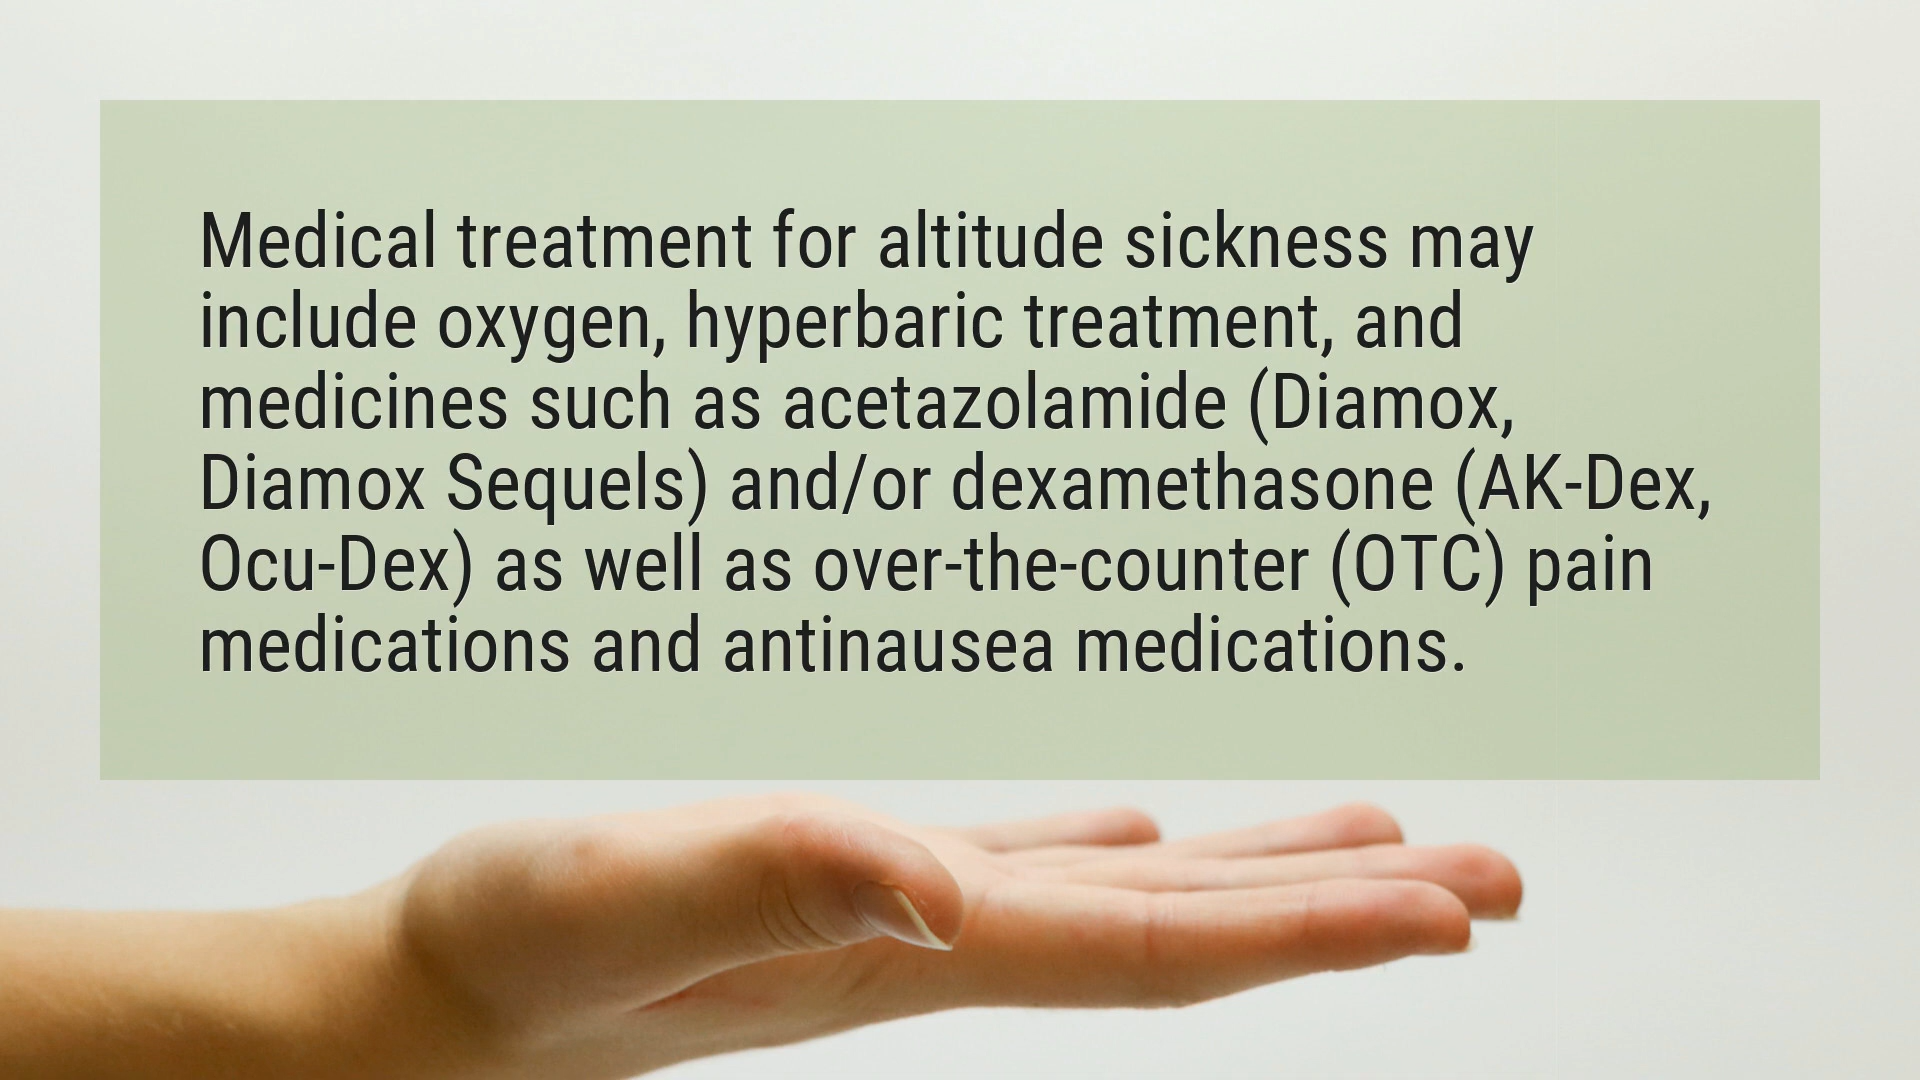 Medical treatment for altitude sickness may
include oxygen, hyperbaric treatment, and
medicines such as acetazolamide (Diamox,
Diamox Sequels) and/or dexamethasone (AK-Dex,
Ocu-Dex) as well as over-the-counter (OTC) pain
medications and antinausea medications.